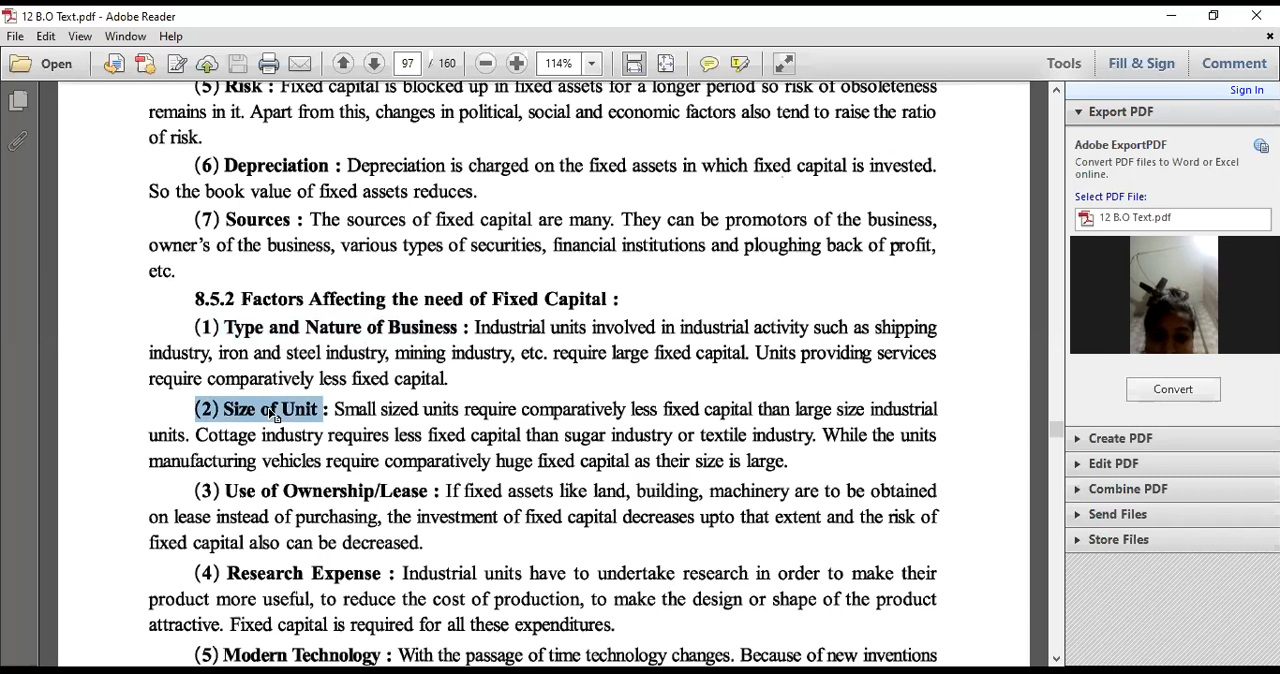 12 B.O Text.pdf - Adobe Reader
File Edit View Window Help
Open 97 / 160 114% Tools Fill & Sign Comment
(5) Risk : Fixed capital is blocked up in fixed assets for a longer period so risk of obsoleteness
remains in it. Apart from this, changes in political, social and economic factors also tend to raise the ratio
of risk.
(6) Depreciation : Depreciation is charged on the fixed assets in which fixed capital is invested.
So the book value of fixed assets reduces.
(7) Sources : The sources of fixed capital are many. They can be promotors of the business,
owner's of the business, various types of securities, financial institutions and ploughing back of profit,
etc.
8.5.2 Factors Affecting the need of Fixed Capital :
(1) Type and Nature of Business : Industrial units involved in industrial activity such as shipping
industry, iron and steel industry, mining industry, etc. require large fixed capital. Units providing services
require comparatively less fixed capital.
(2) Size of Unit : Small sized units require comparatively less fixed capital than large size industrial
units. Cottage industry requires less fixed capital than sugar industry or textile industry. While the units
manufacturing vehicles require comparatively huge fixed capital as their size is large.
(3) Use of Ownership/Lease : If fixed assets like land, building, machinery are to be obtained
on lease instead of purchasing, the investment of fixed capital decreases upto that extent and the risk of
fixed capital also can be decreased.
(4) Research Expense : Industrial units have to undertake research in order to make their
product more useful, to reduce the cost of production, to make the design or shape of the product
attractive. Fixed capital is required for all these expenditures.
(5) Modern Technology : With the passage of time technology changes. Because of new inventions
Sign In
Export PDF
Adobe ExportPDF
Convert PDF files to Word or Excel
online.
Select PDF File:
12 B.O Text.pdf
Convert
Create PDF
Edit PDF
Combine PDF
Send Files
Store Files